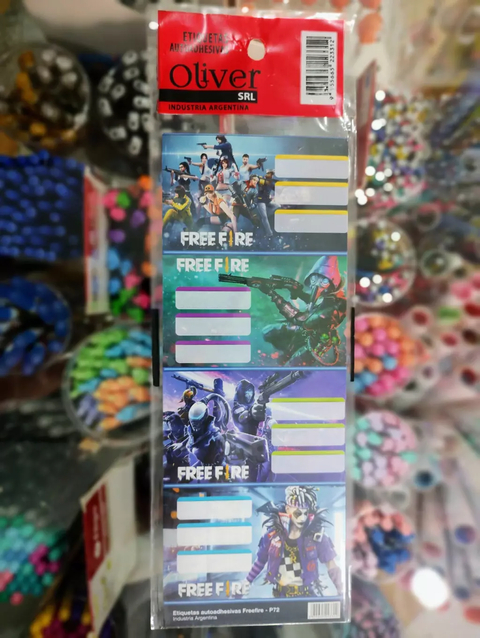 ETIQUETAS
AUTOADHESIVAS
Oliver
SRL
INDUSTRIA ARGENTINA
FREE FIRE
FREE FIRE
FREE FIRE
FREE FIRE
Etiquetas autoadhesivas Freefire - P72
Industria Argentina